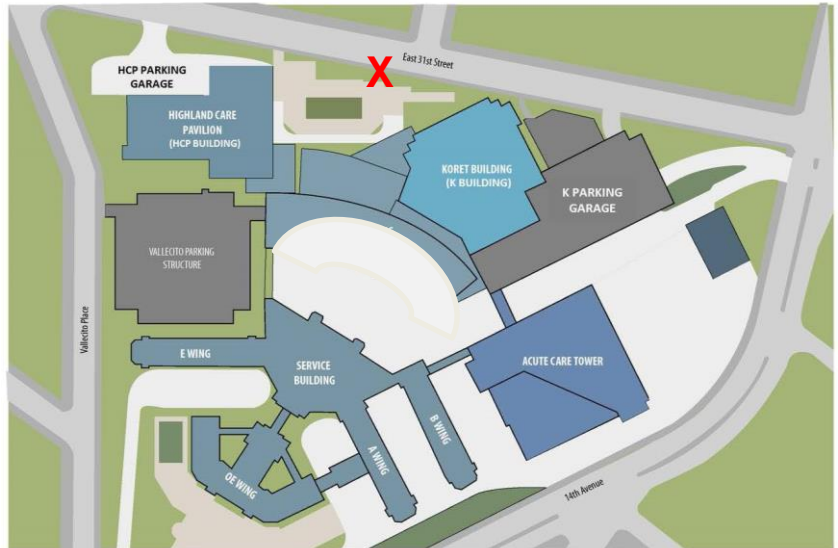 East 31st Street
X
HCP PARKING
GARAGE
HIGHLAND CARE
PAVILION
(HCP BUILDING)
KORET BUILDING
(K BUILDING)
K PARKING
GARAGE
VALLECITO PARKING
STRUCTURE
Vallecito Place
E WING
SERVICE
BUILDING
ACUTE CARE TOWER
B WING
A WING
OE WING
14th Avenue